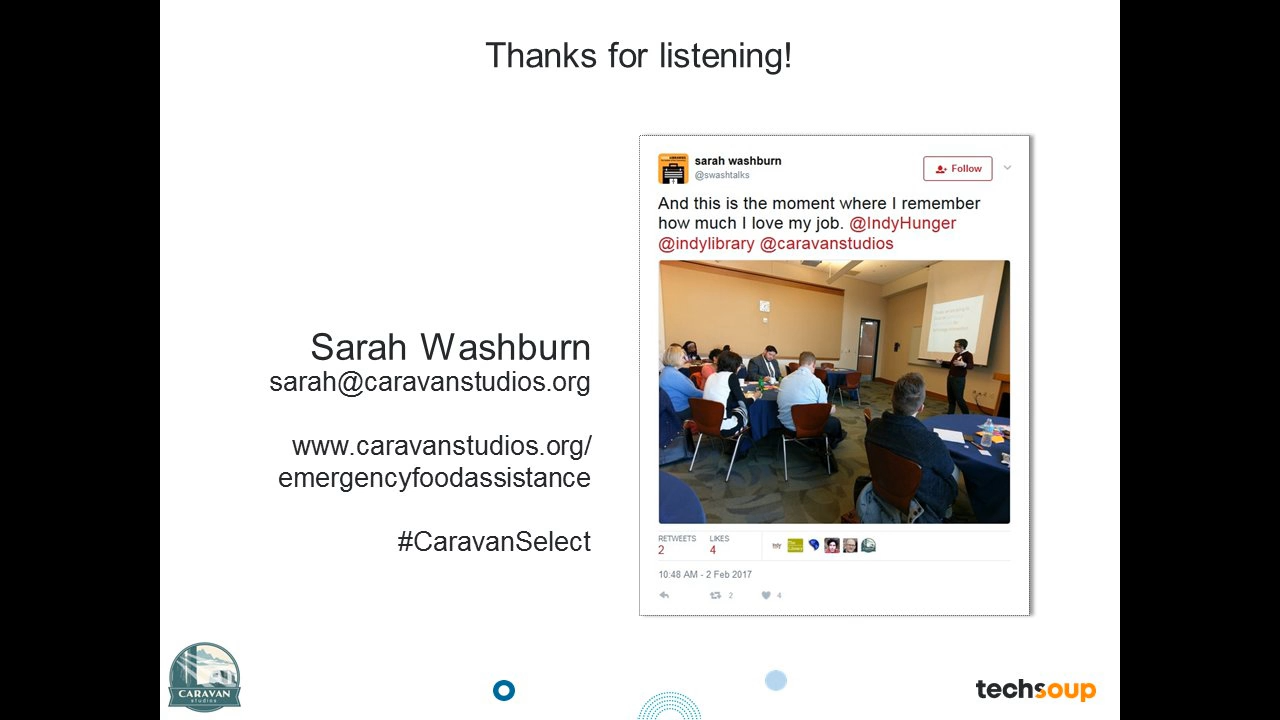 Thanks for listening!
sarah washburn
@swashtalks
Follow
And this is the moment where I remember
how much I love my job. @IndyHunger
@indylibrary @caravanstudios
Sarah Washburn
sarah@caravanstudios.org
www.caravanstudios.org/
emergencyfoodassistance
#CaravanSelect
RETWEETS LIKES
2 4
10:48 AM - 2 Feb 2017
2 4
CARAVAN
studios
techsoup